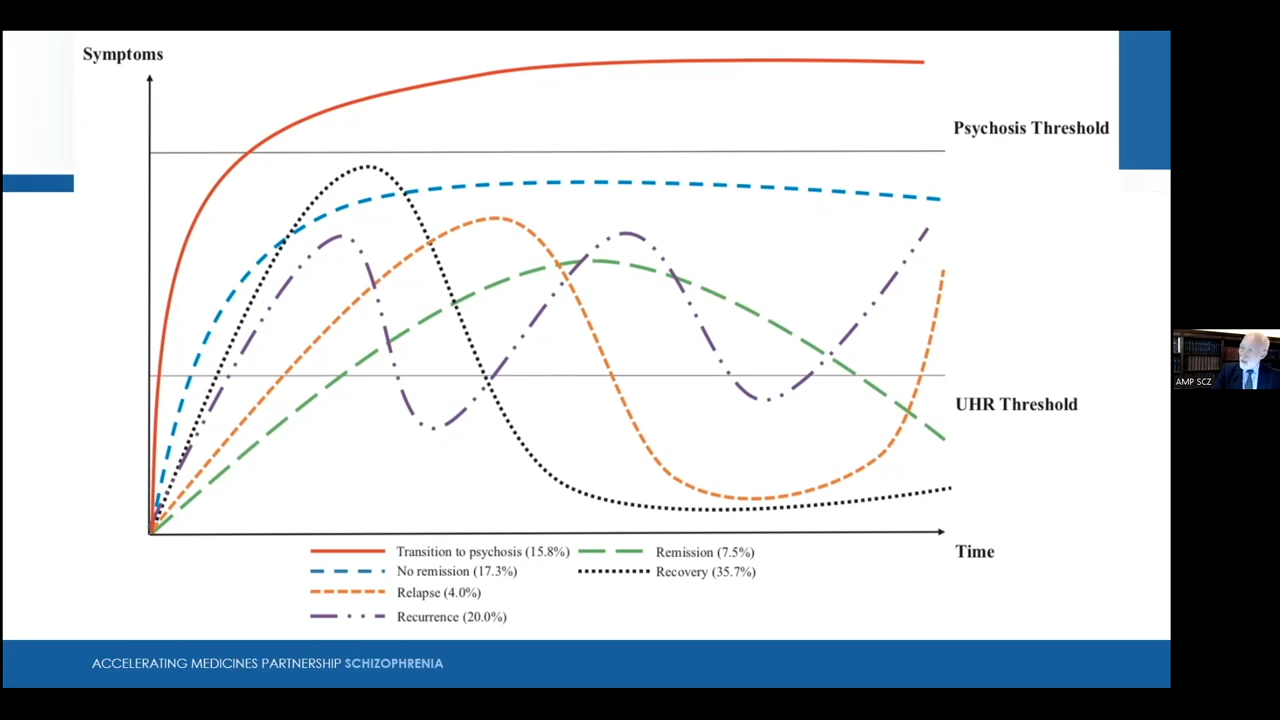 Symptoms
Psychosis Threshold
UHR Threshold
Time
Transition to psychosis (15.8%)
Remission (7.5%)
No remission (17.3%)
Recovery (35.7%)
Relapse (4.0%)
Recurrence (20.0%)
ACCELERATING MEDICINES PARTNERSHIP SCHIZOPHRENIA
AMP SCZ